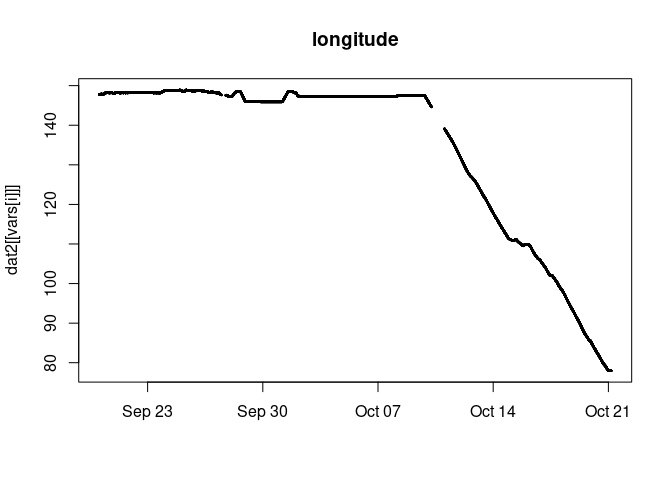 longitude
dat2[[vars[i]]]
140
120
100
90
80
Sep 23
Sep 30
Oct 07
Oct 14
Oct 21